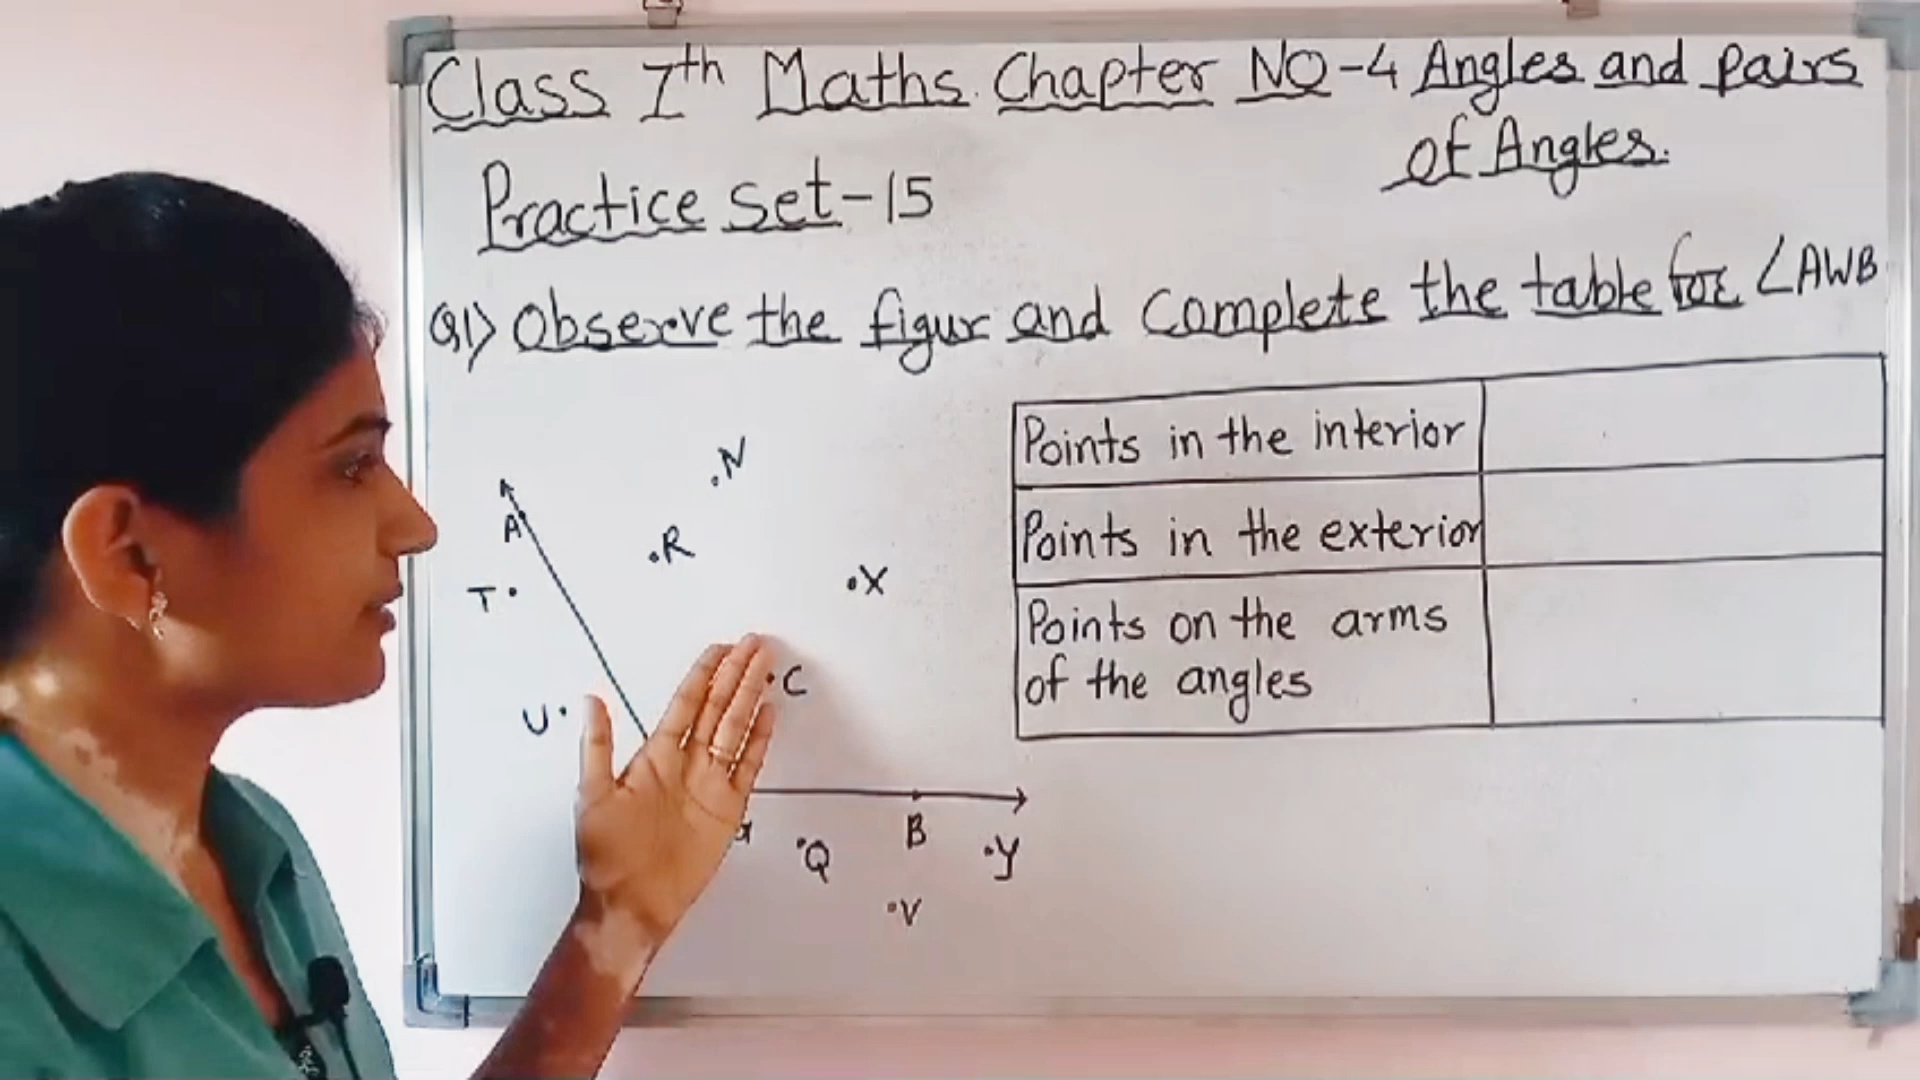 Class 7th Maths. Chapter NO-4 Angles and pairs
of Angles.
Practice set-15
Q1) Observe the figur and complete the table for ∠AWB
Points in the interior
Points in the exterior
Points on the arms
of the angles
N
A
R
T
X
C
U
B
Q
Y
V